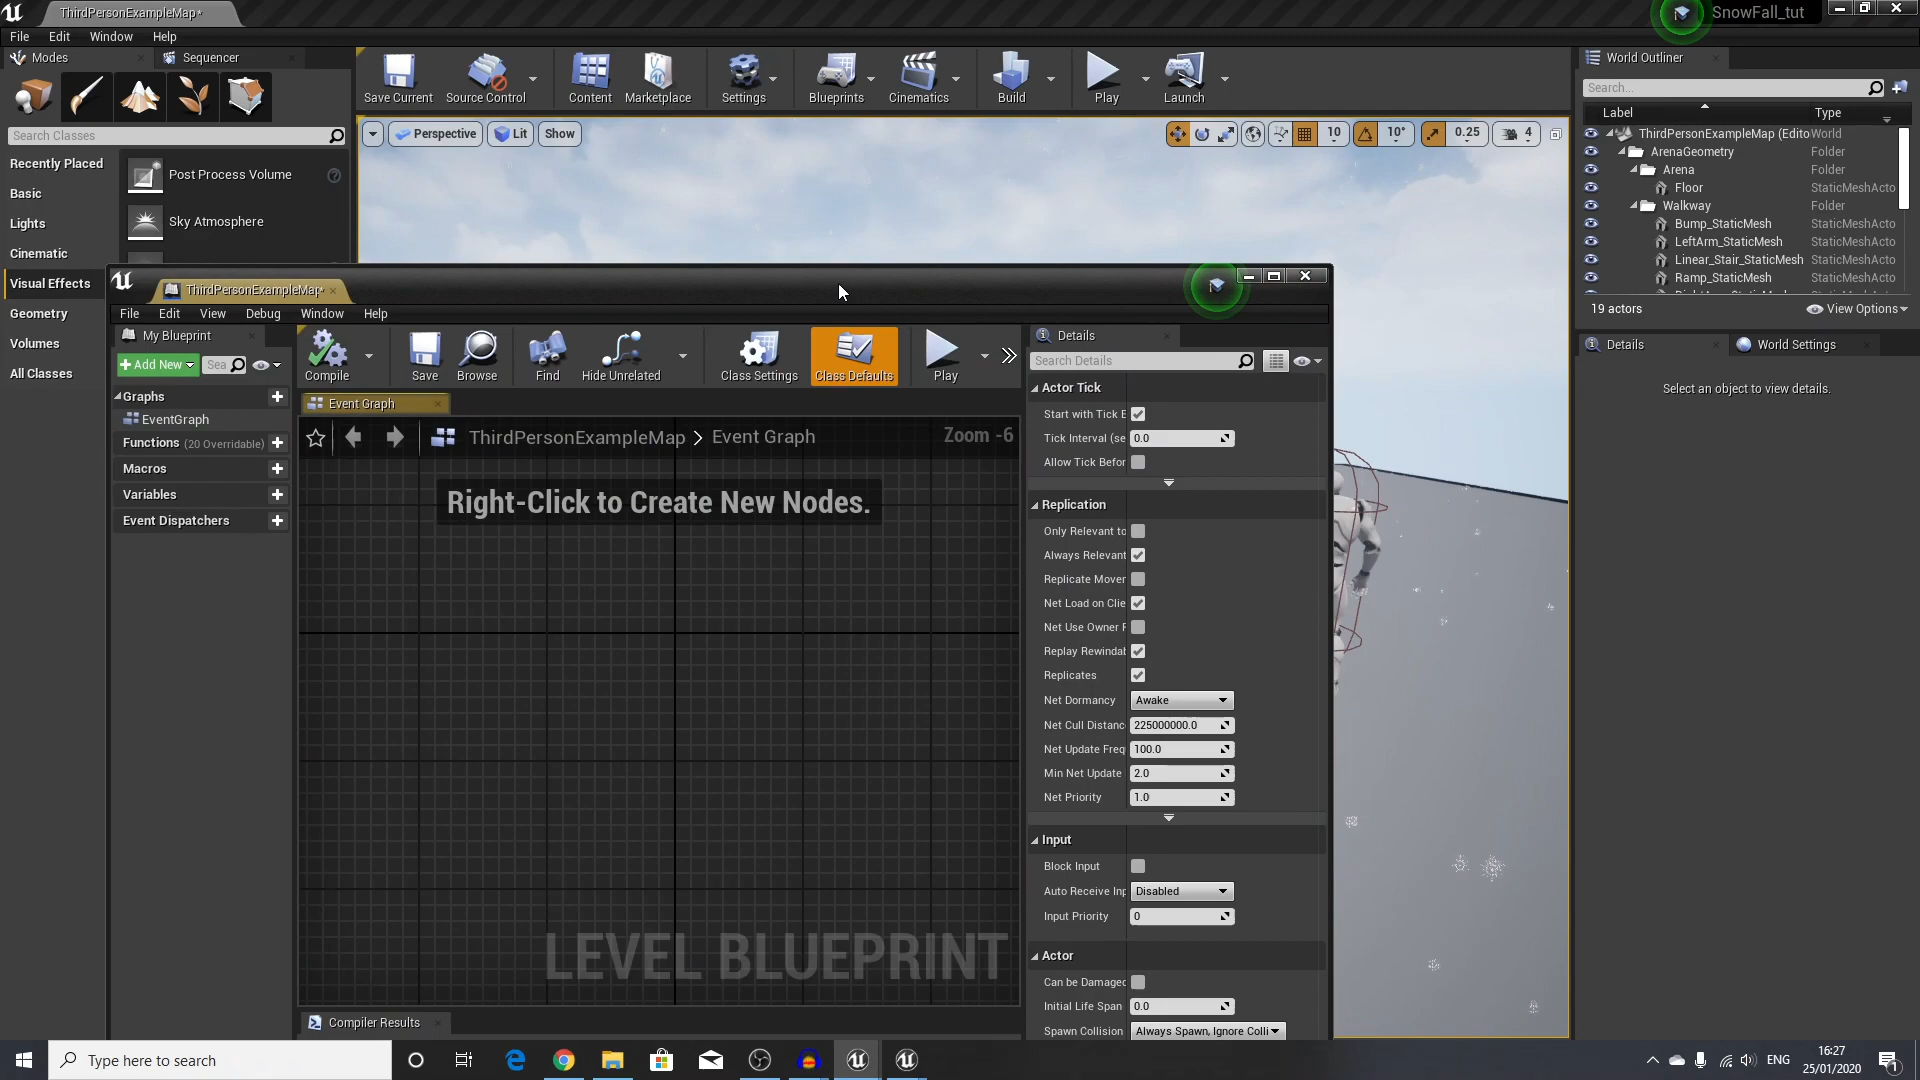 ThirdPersonExampleMap*
SnowFall_tut
File Edit Window Help
Modes
Sequencer
Save Current
Source Control
Content
Marketplace
Settings
Blueprints
Cinematics
Build
Play
Launch
World Outliner
Search...
Label Type
Search Classes
Recently Placed
Basic
Lights
Cinematic
Visual Effects
Geometry
Volumes
All Classes
Post Process Volume
Sky Atmosphere
Perspective
Lit
Show
10
10°
0.25
4
ThirdPersonExampleMap (Edito World
ArenaGeometry Folder
Arena Folder
Floor StaticMeshActo
Walkway Folder
Bump_StaticMesh StaticMeshActo
LeftArm_StaticMesh StaticMeshActo
Linear_Stair_StaticMesh StaticMeshActo
Ramp_StaticMesh StaticMeshActo
19 actors
View Options
Details
World Settings
Select an object to view details.
ThirdPersonExampleMap*
File Edit View Debug Window Help
My Blueprint
Add New
Sea
Graphs
EventGraph
Functions (20 Overridable)
Macros
Variables
Event Dispatchers
Compile
Save
Browse
Find
Hide Unrelated
Class Settings
Class Defaults
Play
Event Graph
ThirdPersonExampleMap > Event Graph
Zoom -6
Right-Click to Create New Nodes.
LEVEL BLUEPRINT
Compiler Results
Details
Search Details
Actor Tick
Start with Tick E
Tick Interval (se 0.0
Allow Tick Befor
Replication
Only Relevant to
Always Relevant
Replicate Mover
Net Load on Clie
Net Use Owner F
Replay Rewindab
Replicates
Net Dormancy Awake
Net Cull Distanc 225000000.0
Net Update Freq 100.0
Min Net Update 2.0
Net Priority 1.0
Input
Block Input
Auto Receive Inp Disabled
Input Priority 0
Actor
Can be Damaged
Initial Life Span 0.0
Spawn Collision Always Spawn, Ignore Colli
Type here to search
ENG
16:27
25/01/2020
1